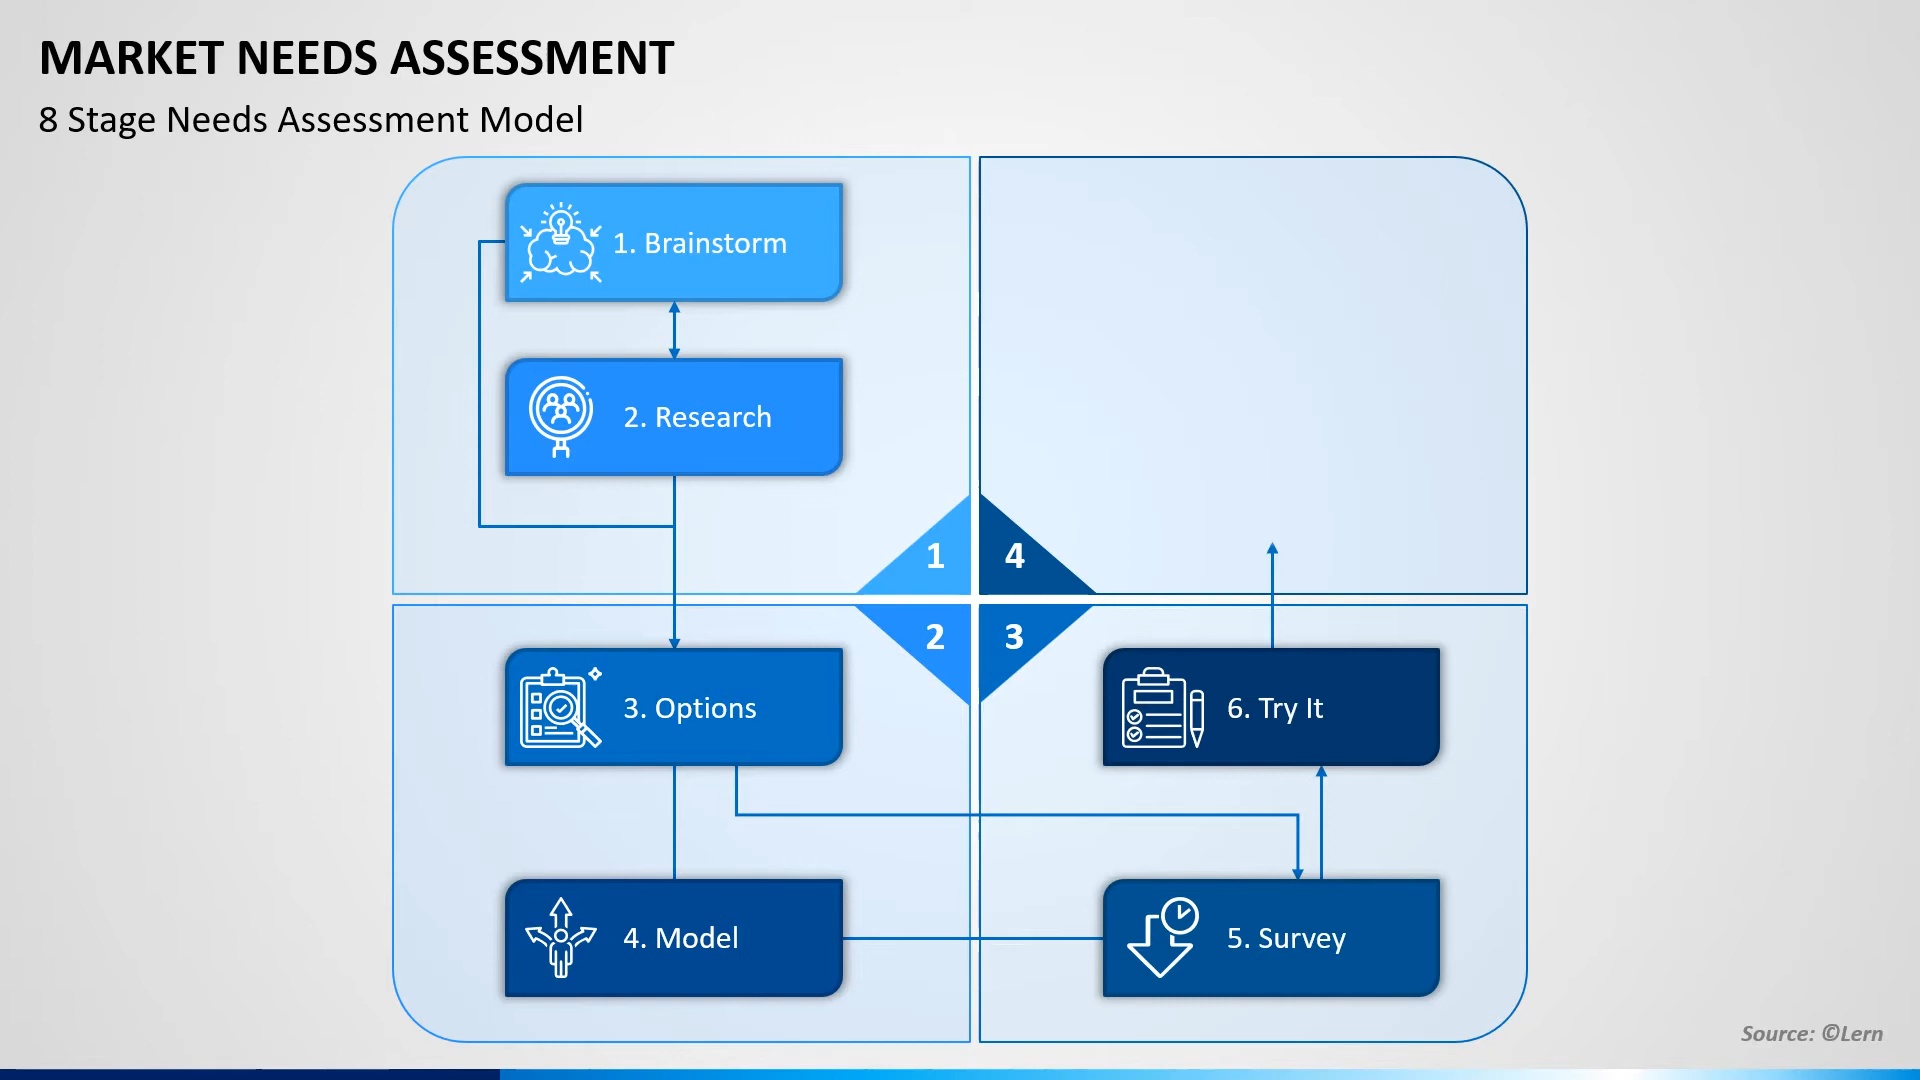 MARKET NEEDS ASSESSMENT
8 Stage Needs Assessment Model
1. Brainstorm
2. Research
1
4
2
3
3. Options
6. Try It
4. Model
5. Survey
Source: ©Lern